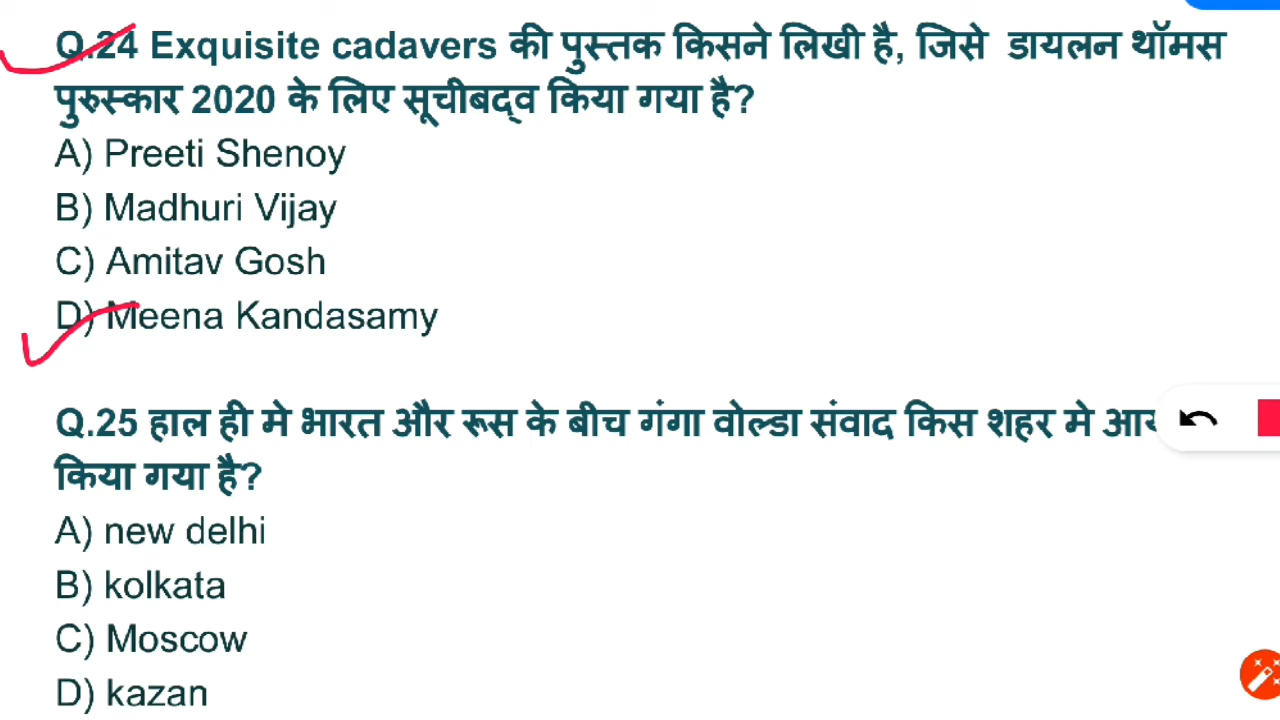 Q.24 Exquisite cadavers की पुस्तक किसने लिखी है, जिसे डायलन थॉमस
पुरुस्कार 2020 के लिए सूचीबद्व किया गया है?
A) Preeti Shenoy
B) Madhuri Vijay
C) Amitav Gosh
D) Meena Kandasamy
Q.25 हाल ही मे भारत और रूस के बीच गंगा वोल्डा संवाद किस शहर मे
किया गया है?
A) new delhi
B) kolkata
C) Moscow
D) kazan